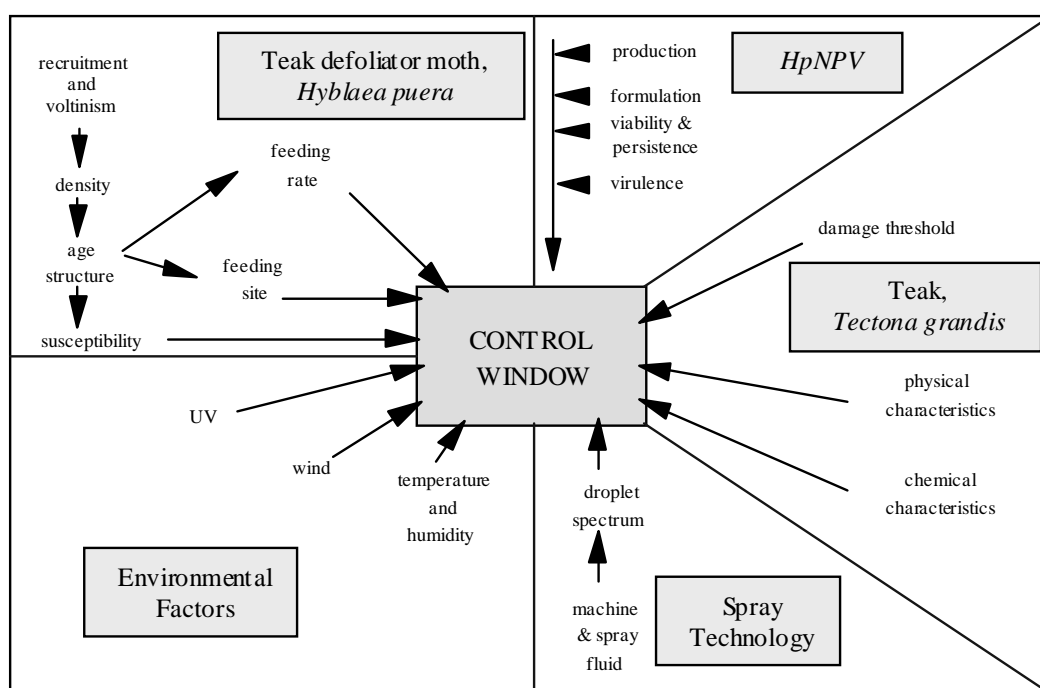 Teak defoliator moth,
Hyblaea puera
recruitment
and
voltinism
density
age
structure
susceptibility
feeding
rate
feeding
site
HpNPV
production
formulation
viability &
persistence
virulence
damage threshold
Teak,
Tectona grandis
physical
characteristics
chemical
characteristics
CONTROL
WINDOW
UV
wind
temperature
and
humidity
Environmental
Factors
droplet
spectrum
machine
& spray
fluid
Spray
Technology